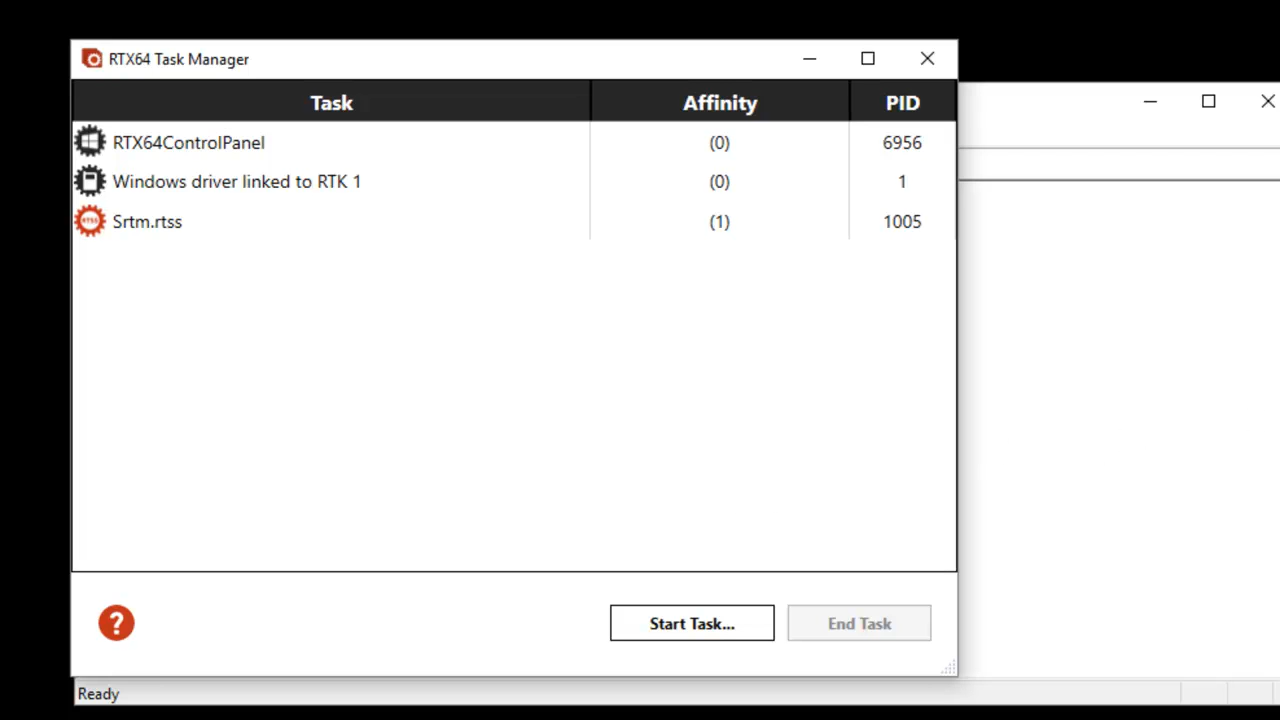 RTX64 Task Manager
Task Affinity PID
RTX64ControlPanel (0) 6956
Windows driver linked to RTK 1 (0) 1
RTSS Srtm.rtss (1) 1005
? Start Task... End Task
Ready